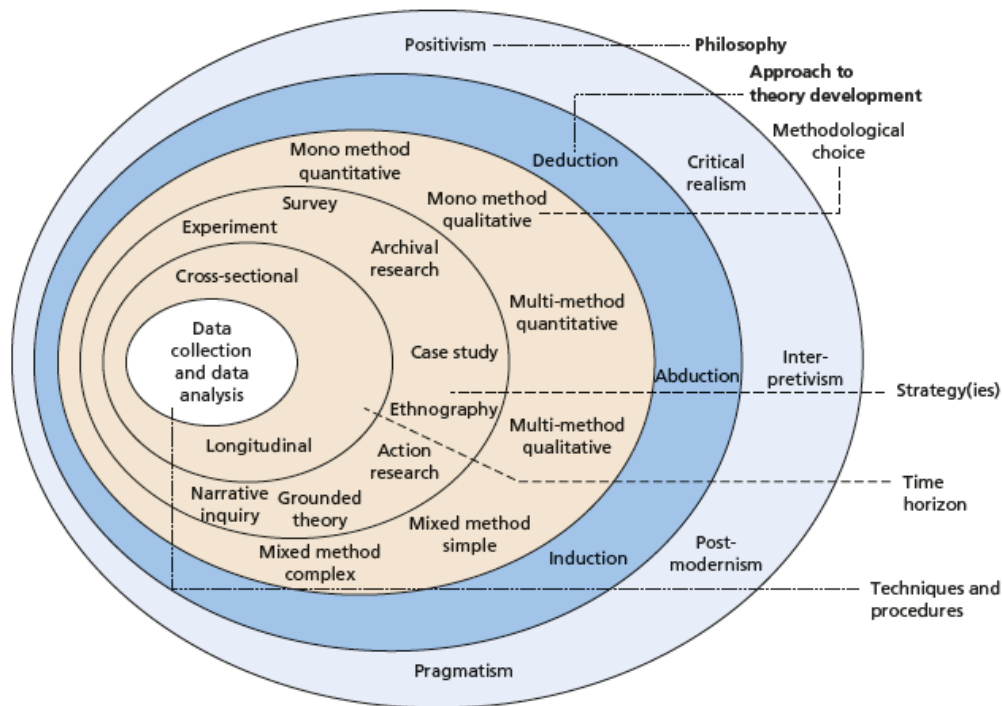 Positivism
Philosophy
Approach to
theory development
Methodological
choice
Deduction
Critical
realism
Mono method
quantitative
Mono method
qualitative
Survey
Experiment
Archival
research
Cross-sectional
Multi-method
quantitative
Data
collection
and data
analysis
Case study
Abduction
Inter-
pretivism
Strategy(ies)
Ethnography
Multi-method
qualitative
Longitudinal
Action
research
Time
horizon
Narrative
inquiry
Grounded
theory
Mixed method
simple
Mixed method
complex
Induction
Post-
modernism
Techniques and
procedures
Pragmatism